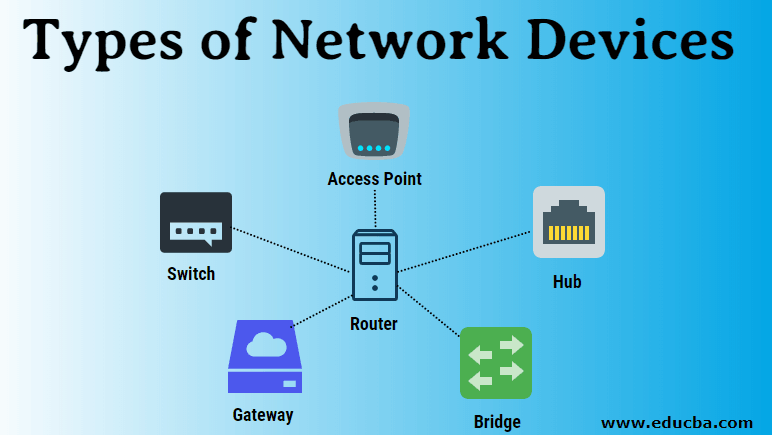 Types of Network Devices
Access Point
Switch
Hub
Router
Gateway
Bridge
www.educba.com